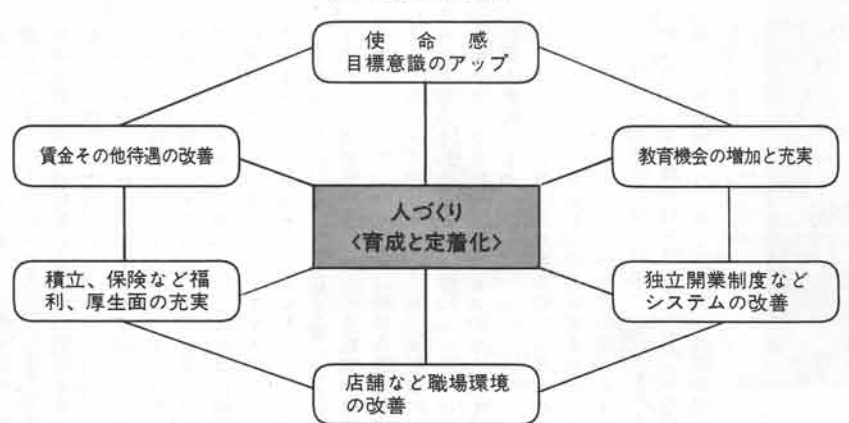 使命感
目標意識のアップ
賃金その他待遇の改善
教育機会の増加と充実
人づくり
〈育成と定着化〉
積立、保険など福
利、厚生面の充実
独立開業制度など
システムの改善
店舗など職場環境
の改善